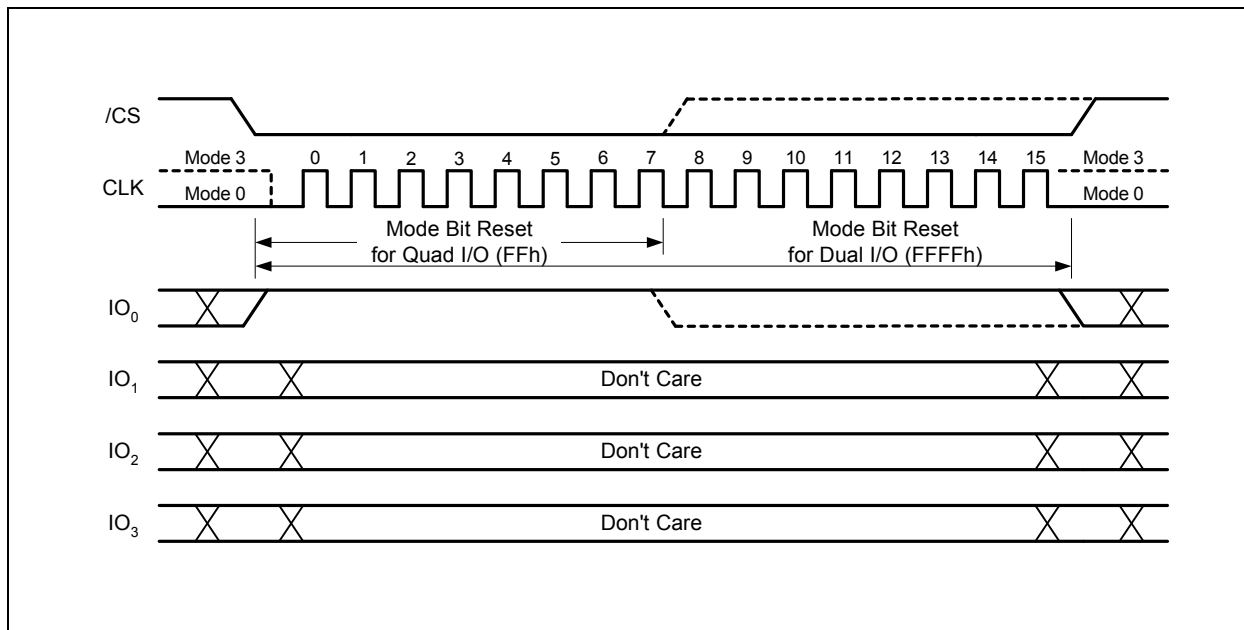 /CS
Mode 3 0 1 2 3 4 5 6 7 8 9 10 11 12 13 14 15 Mode 3
CLK
Mode 0 Mode 0
Mode Bit Reset Mode Bit Reset
for Quad I/O (FFh) for Dual I/O (FFFFh)
IO0
IO1 Don't Care
IO2 Don't Care
IO3 Don't Care